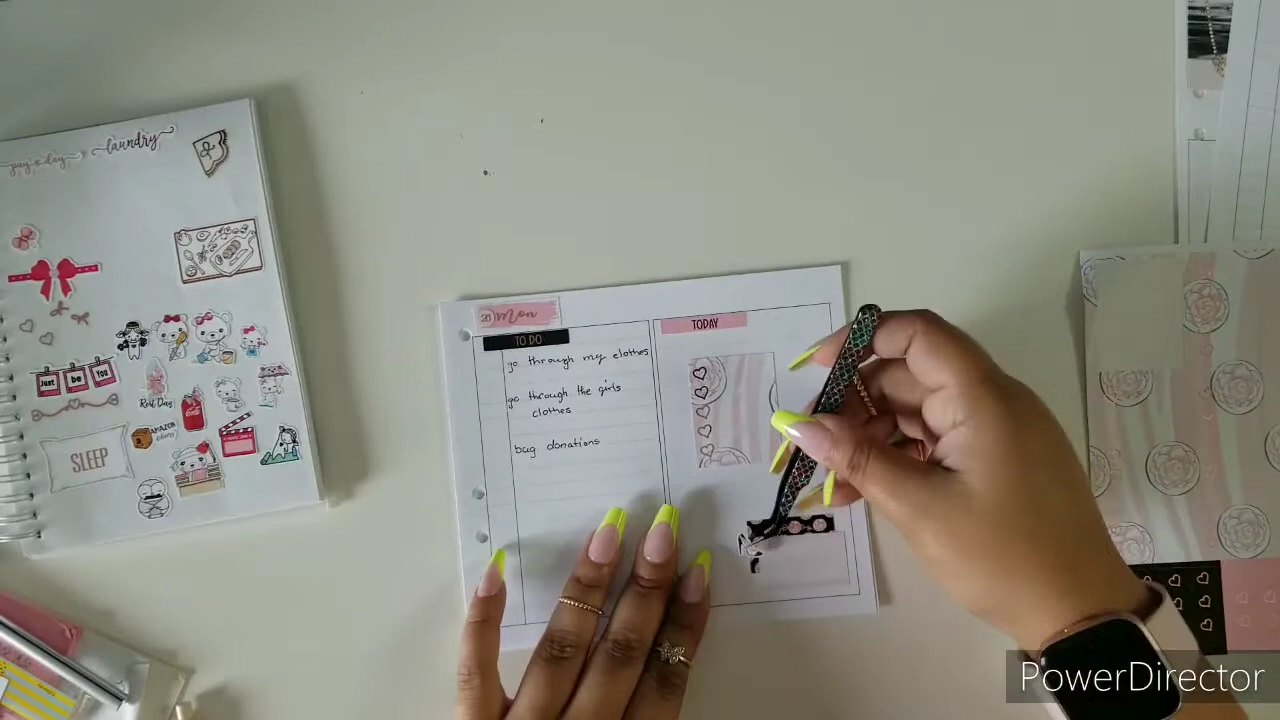 pay day
laundry
Just be You
Rest Day
AMAZON
SLEEP
Mon
TO DO
go through my clothes
go through the girls
clothes
bag donations
TODAY
PowerDirector